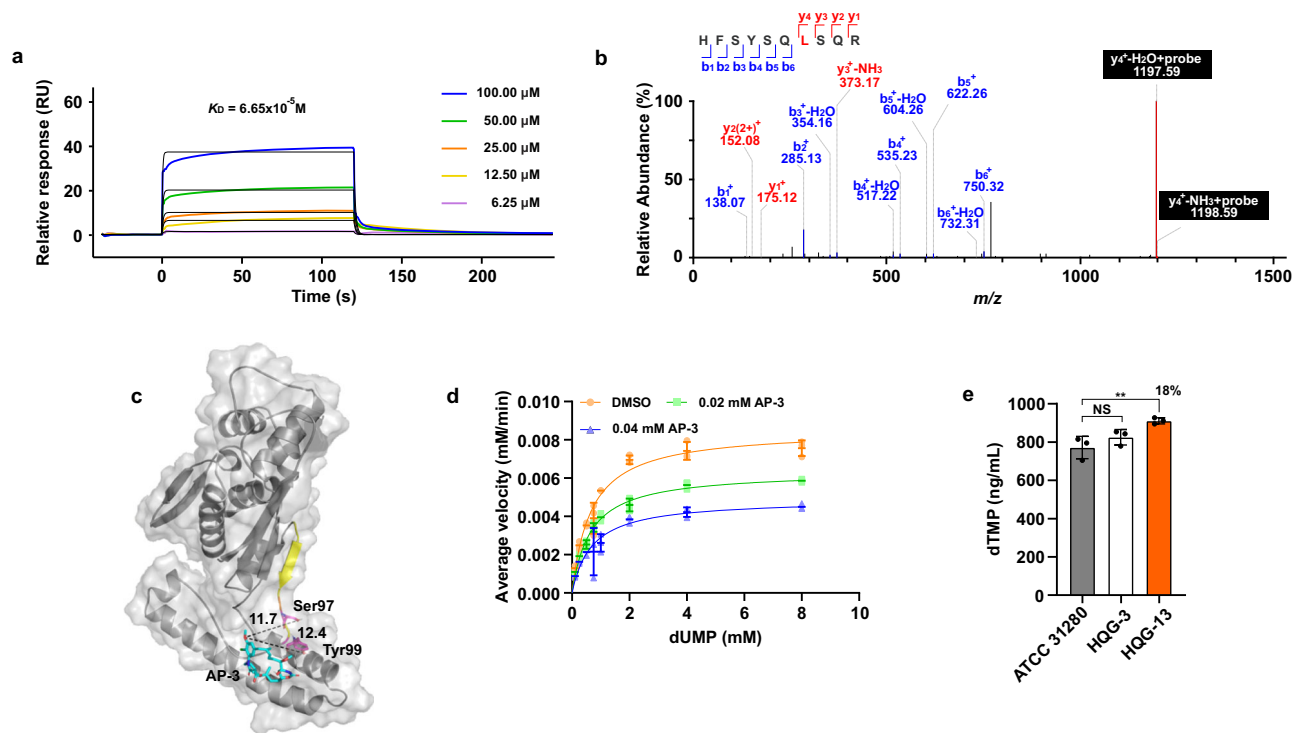 a
Relative response (RU)
60
40
20
0
0
50
100
150
200
Time (s)
K_D = 6.65x10^-5 M
100.00 μM
50.00 μM
25.00 μM
12.50 μM
6.25 μM
b
y4 y3 y2 y1
H F S Y S Q L S Q R
b1 b2 b3 b4 b5 b6
Relative Abundance (%)
100
50
0
0
500
1000
1500
m/z
b1+
138.07
y2(2+)+
152.08
y1+
175.12
b2+
285.13
b3+-H2O
354.16
y3+-NH3
373.17
b4+-H2O
517.22
b4+
535.23
b5+-H2O
604.26
b5+
622.26
b6+-H2O
732.31
b6+
750.32
y4+-H2O+probe
1197.59
y4+-NH3+probe
1198.59
c
Ser97
11.7
12.4
Tyr99
AP-3
d
DMSO
0.02 mM AP-3
0.04 mM AP-3
Average velocity (mM/min)
0.010
0.008
0.006
0.004
0.002
0.000
0
2
4
6
8
10
dUMP (mM)
e
18%
**
NS
dTMP (ng/mL)
1000
800
600
400
200
0
ATCC 31280
HQG-3
HQG-13